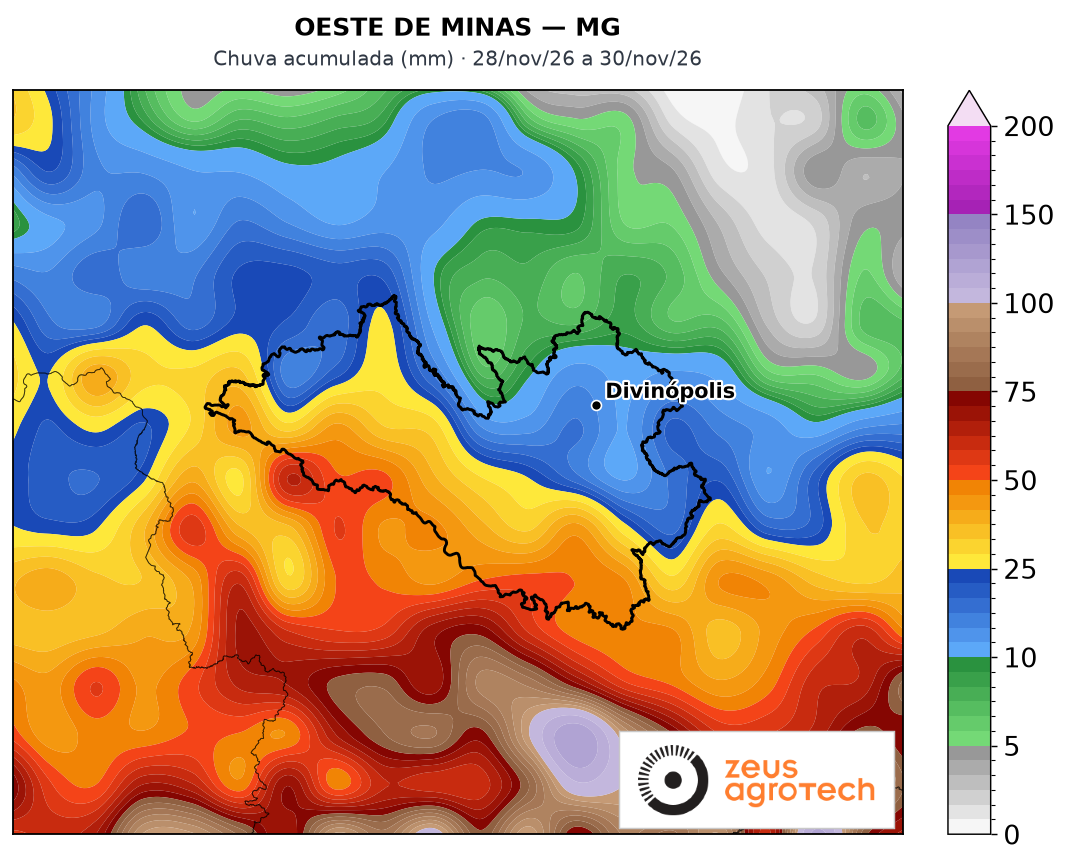 OESTE DE MINAS — MG
Chuva acumulada (mm) · 28/nov/26 a 30/nov/26
200
150
100
75
50
25
10
5
0
Divinópolis
zeus
agrotech